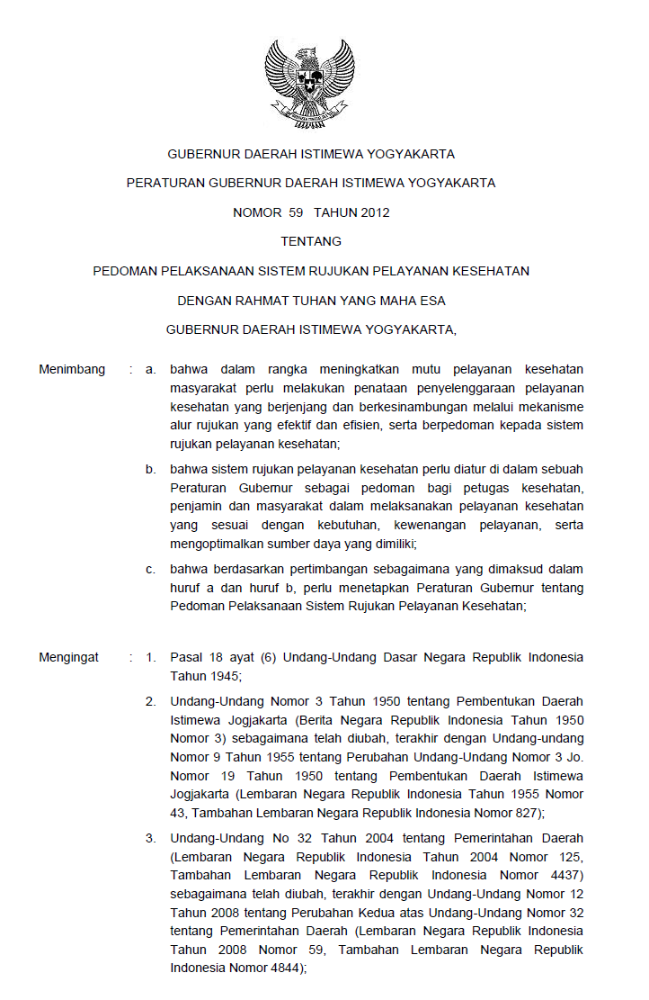 GUBERNUR DAERAH ISTIMEWA YOGYAKARTA
PERATURAN GUBERNUR DAERAH ISTIMEWA YOGYAKARTA
NOMOR 59 TAHUN 2012
TENTANG
PEDOMAN PELAKSANAAN SISTEM RUJUKAN PELAYANAN KESEHATAN
DENGAN RAHMAT TUHAN YANG MAHA ESA
GUBERNUR DAERAH ISTIMEWA YOGYAKARTA,
Menimbang : a. bahwa dalam rangka meningkatkan mutu pelayanan kesehatan
masyarakat perlu melakukan penataan penyelenggaraan pelayanan
kesehatan yang berjenjang dan berkesinambungan melalui mekanisme
alur rujukan yang efektif dan efisien, serta berpedoman kepada sistem
rujukan pelayanan kesehatan;
b. bahwa sistem rujukan pelayanan kesehatan perlu diatur di dalam sebuah
Peraturan Gubernur sebagai pedoman bagi petugas kesehatan,
penjamin dan masyarakat dalam melaksanakan pelayanan kesehatan
yang sesuai dengan kebutuhan, kewenangan pelayanan, serta
mengoptimalkan sumber daya yang dimiliki;
c. bahwa berdasarkan pertimbangan sebagaimana yang dimaksud dalam
huruf a dan huruf b, perlu menetapkan Peraturan Gubernur tentang
Pedoman Pelaksanaan Sistem Rujukan Pelayanan Kesehatan;
Mengingat : 1. Pasal 18 ayat (6) Undang-Undang Dasar Negara Republik Indonesia
Tahun 1945;
2. Undang-Undang Nomor 3 Tahun 1950 tentang Pembentukan Daerah
Istimewa Jogjakarta (Berita Negara Republik Indonesia Tahun 1950
Nomor 3) sebagaimana telah diubah, terakhir dengan Undang-undang
Nomor 9 Tahun 1955 tentang Perubahan Undang-Undang Nomor 3 Jo.
Nomor 19 Tahun 1950 tentang Pembentukan Daerah Istimewa
Jogjakarta (Lembaran Negara Republik Indonesia Tahun 1955 Nomor
43, Tambahan Lembaran Negara Republik Indonesia Nomor 827);
3. Undang-Undang No 32 Tahun 2004 tentang Pemerintahan Daerah
(Lembaran Negara Republik Indonesia Tahun 2004 Nomor 125,
Tambahan Lembaran Negara Republik Indonesia Nomor 4437)
sebagaimana telah diubah, terakhir dengan Undang-Undang Nomor 12
Tahun 2008 tentang Perubahan Kedua atas Undang-Undang Nomor 32
tentang Pemerintahan Daerah (Lembaran Negara Republik Indonesia
Tahun 2008 Nomor 59, Tambahan Lembaran Negara Republik
Indonesia Nomor 4844);